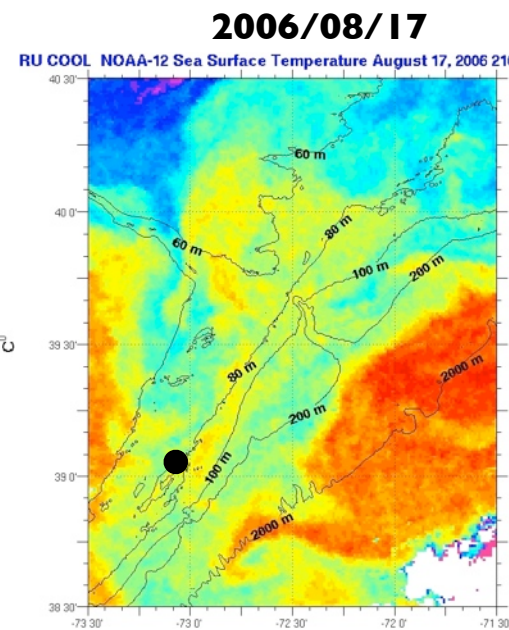 2006/08/17
RU COOL NOAA-12 Sea Surface Temperature August 17, 2006 21
40 30'
60 m
40 0'
80 m
60 m
100 m
200 m
39 30'
2000 m
80 m
200 m
39 0'
100 m
2000 m
38 30'
-73 30
-73 0'
-72 30'
-72 0'
-71 30